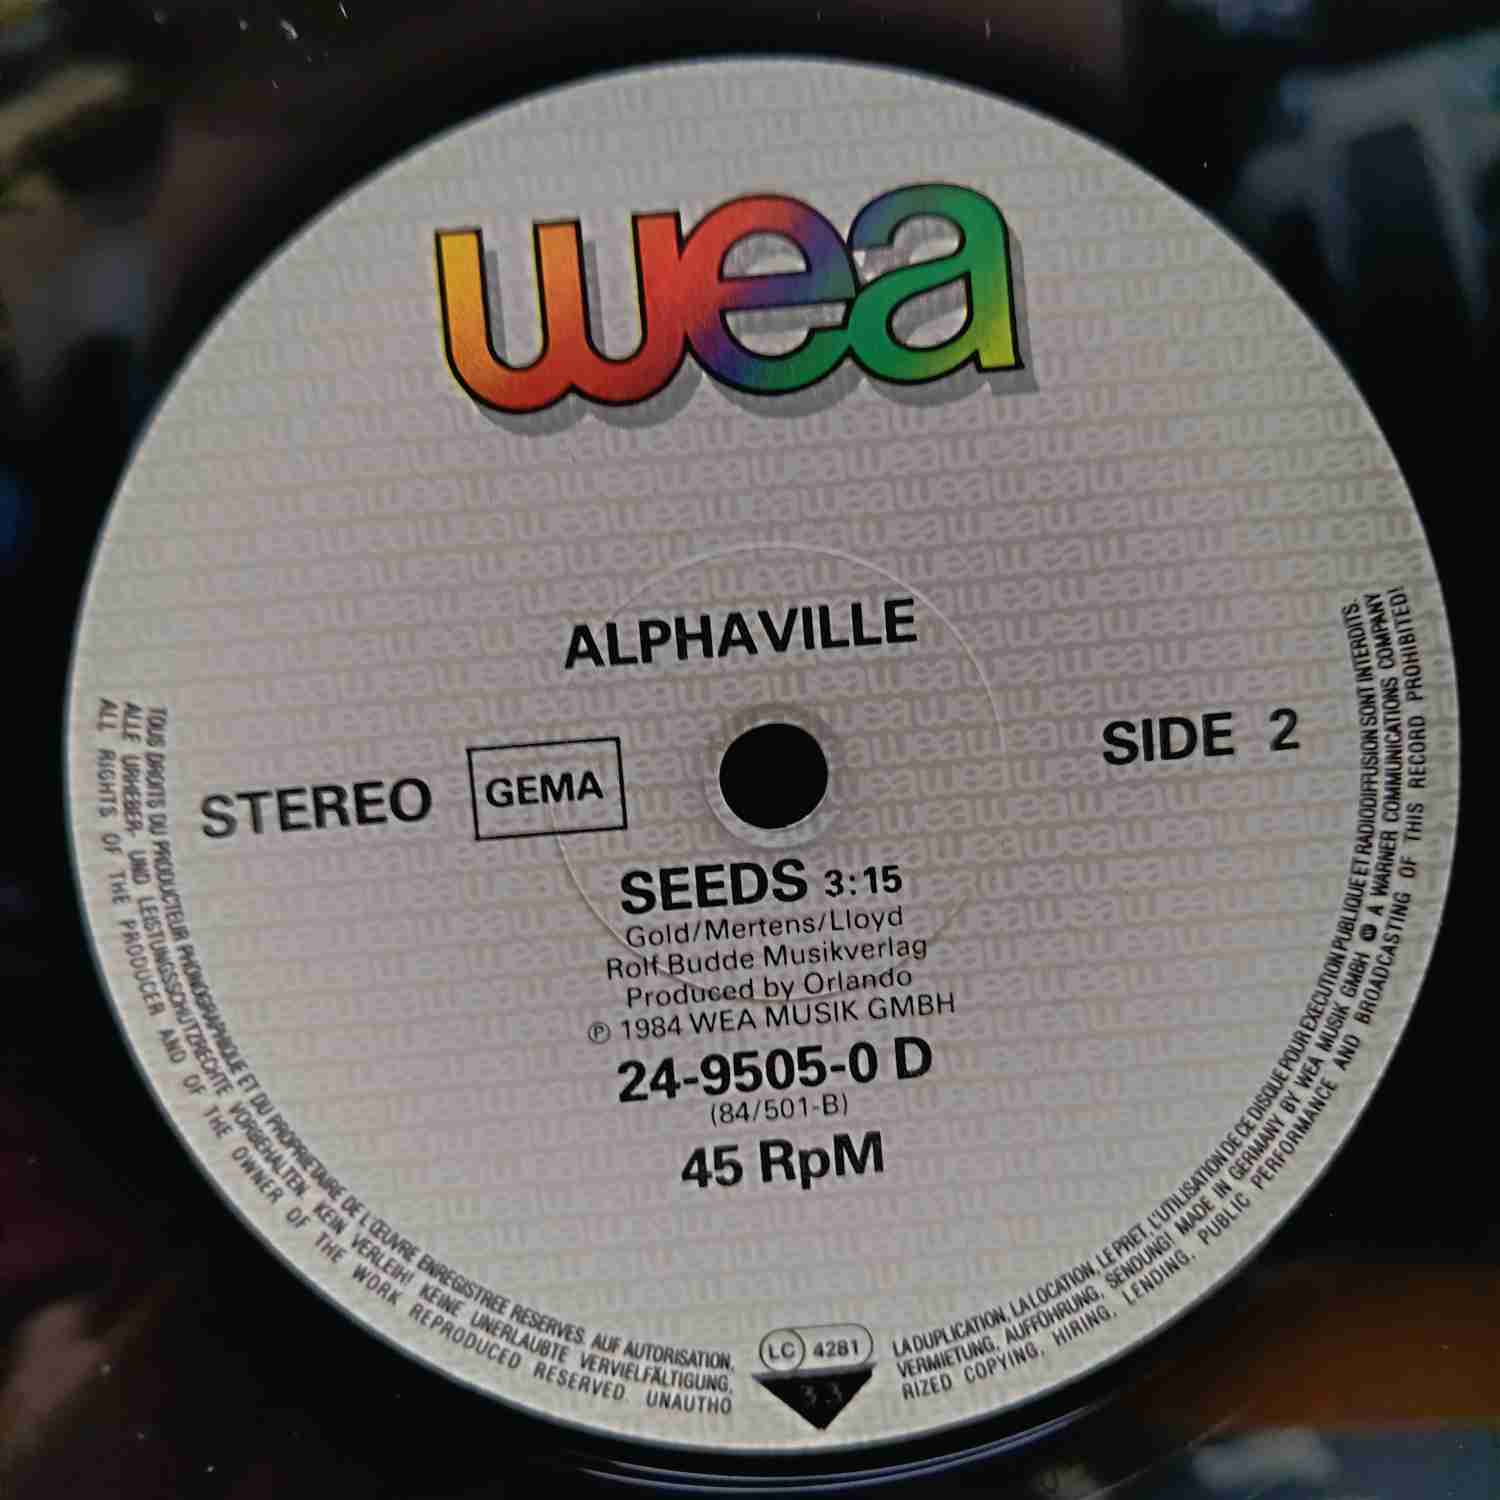 wea
ALPHAVILLE
STEREO GEMA SIDE 2
SEEDS 3:15
Gold/Mertens/Lloyd
Rolf Budde Musikverlag
Produced by Orlando
℗ 1984 WEA MUSIK GMBH
24-9505-0 D
(84/501-B)
45 RpM
TOUS DROITS DU PRODUCTEUR PHONOGRAPHIQUE ET DU PROPRIETAIRE DE L'ŒUVRE ENREGISTREE RESERVES. AUF AUTORISATION,
ALLE URHEBER- UND LEISTUNGSSCHUTZRECHTE VORBEHALTEN. KEIN VERLEIH! KEINE UNERLAUBTE VERVIELFÄLTIGUNG,
ALL RIGHTS OF THE PRODUCER AND OF THE OWNER OF THE WORK REPRODUCED RESERVED. UNAUTHO
LC 4281
33
LA DUPLICATION, LA LOCATION, LE PRET, L'UTILISATION DE CE DISQUE POUR EXECUTION PUBLIQUE ET RADIODIFFUSION SONT INTERDITS.
VERMIETUNG, AUFFÜHRUNG, SENDUNG! MADE IN GERMANY BY WEA MUSIK GMBH A WARNER COMMUNICATIONS COMPANY
RIZED COPYING, HIRING, LENDING, PUBLIC PERFORMANCE AND BROADCASTING OF THIS RECORD PROHIBITED!